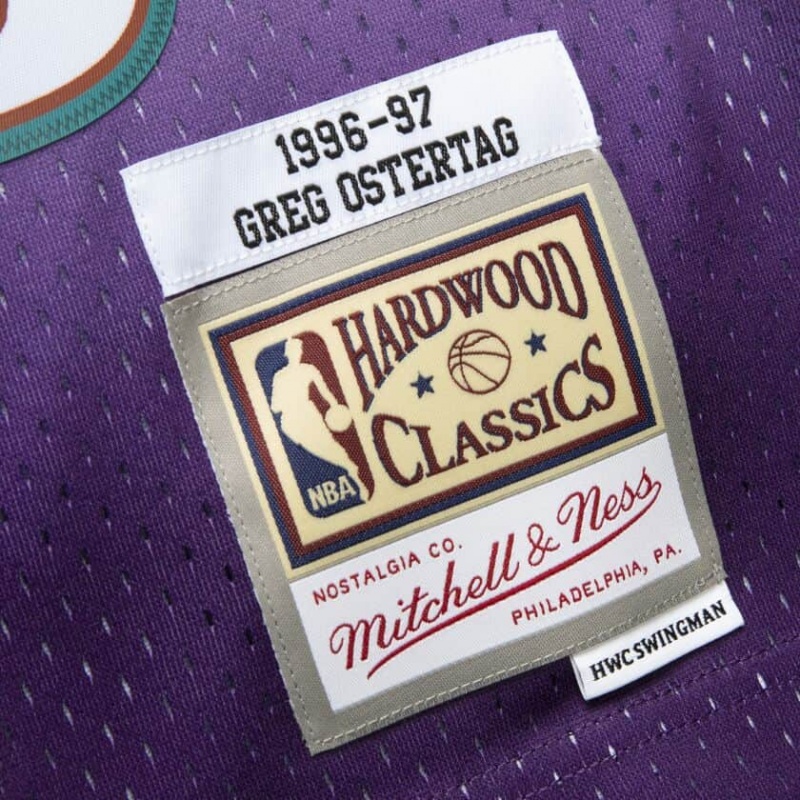 1996-97
GREG OSTERTAG
HARDWOOD
CLASSICS
NBA
NOSTALGIA CO.
Mitchell & Ness
PHILADELPHIA, PA.
HWC SWINGMAN